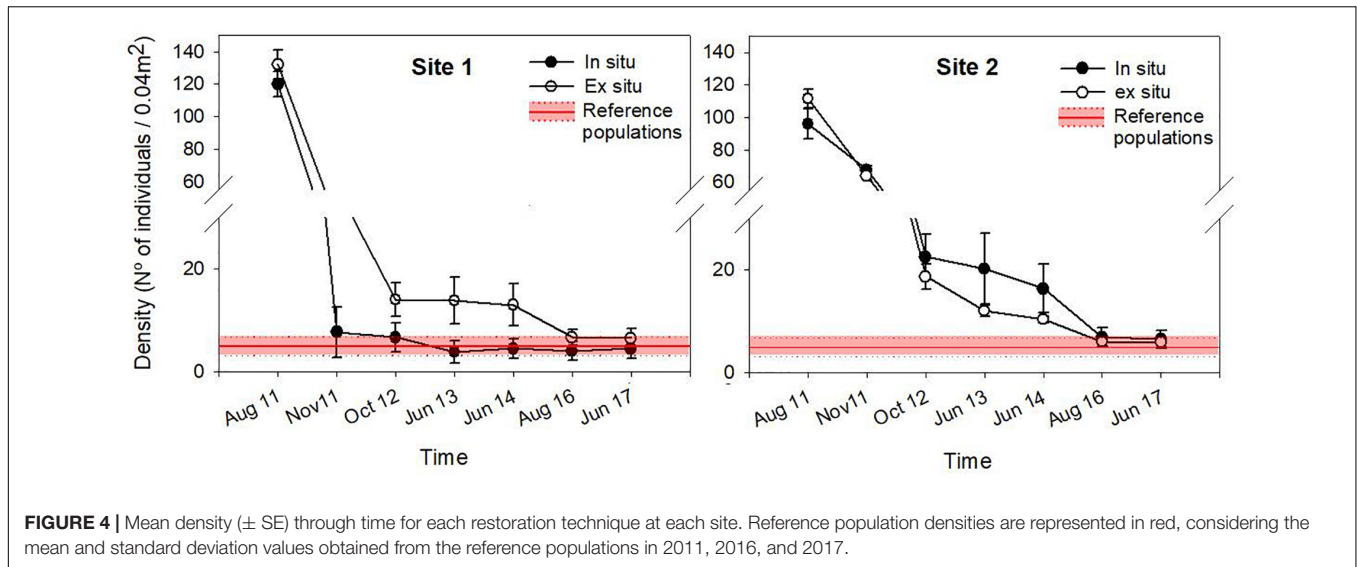 Density (Nº of individuals / 0.04m²)
140
120
100
80
60
20
0
Site 1
In situ
Ex situ
Reference
populations
Aug 11
Nov11
Oct 12
Jun 13
Jun 14
Aug 16
Jun 17
Time
140
120
100
80
60
20
0
Site 2
In situ
ex situ
Reference
populations
Aug 11
Nov11
Oct 12
Jun 13
Jun 14
Aug 16
Jun 17
Time
FIGURE 4 | Mean density (± SE) through time for each restoration technique at each site. Reference population densities are represented in red, considering the
mean and standard deviation values obtained from the reference populations in 2011, 2016, and 2017.